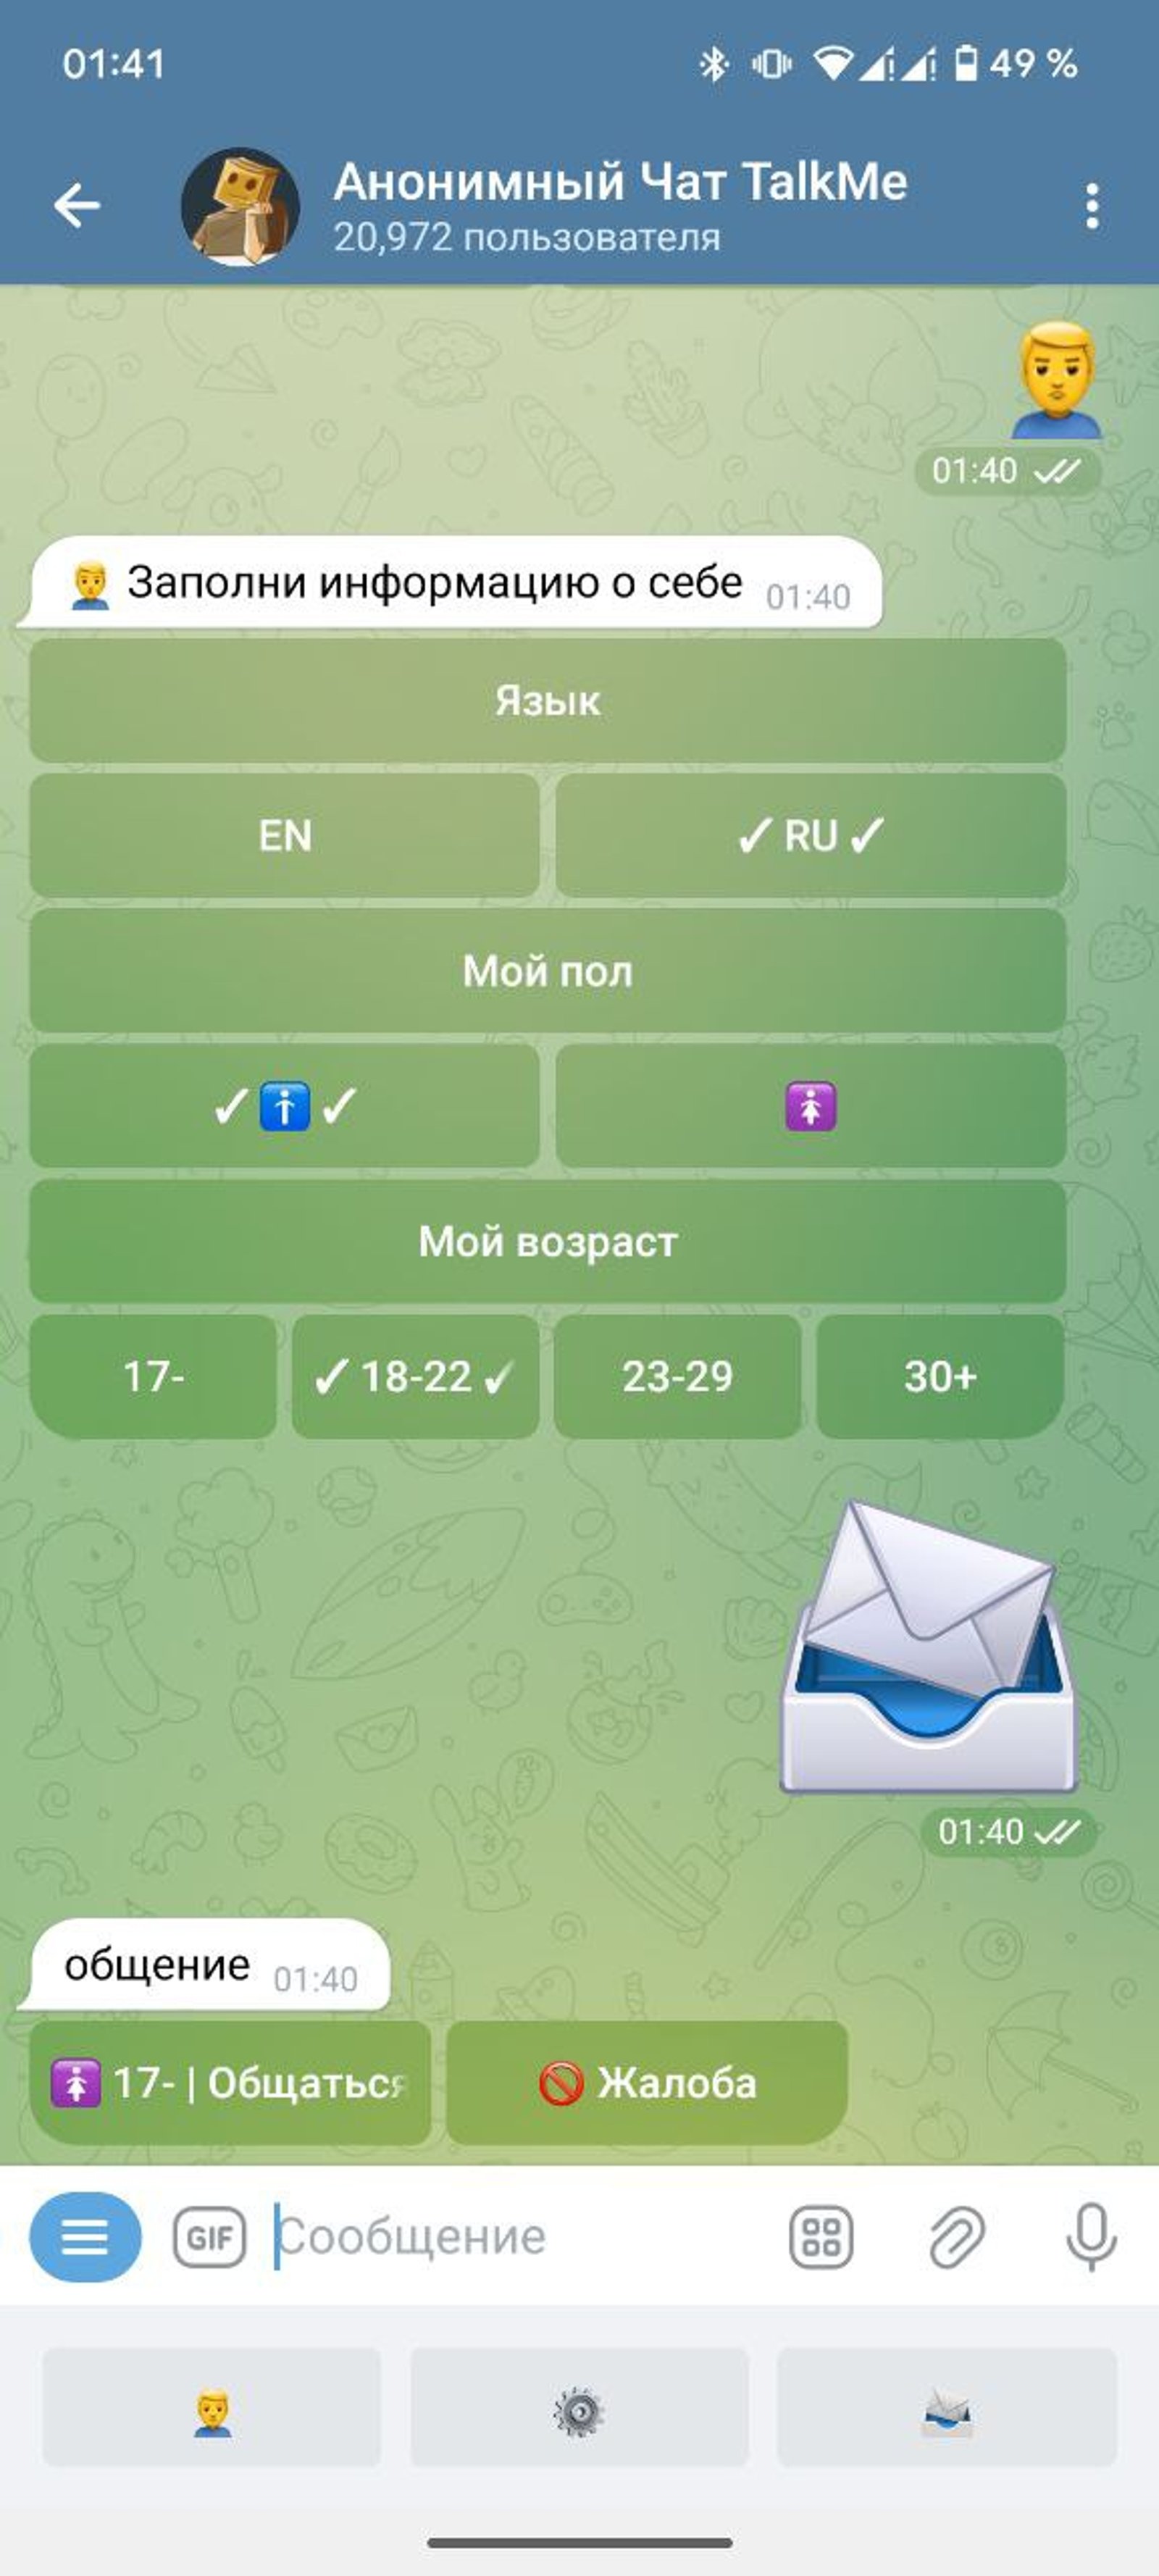 01:41
49 %
Анонимный Чат TalkMe
20,972 пользователя
01:40
Заполни информацию о себе 01:40
Язык
EN
✓ RU ✓
Мой пол
Мой возраст
17-
✓ 18-22 ✓
23-29
30+
01:40
общение 01:40
17- | Общаться
Жалоба
GIF
Сообщение